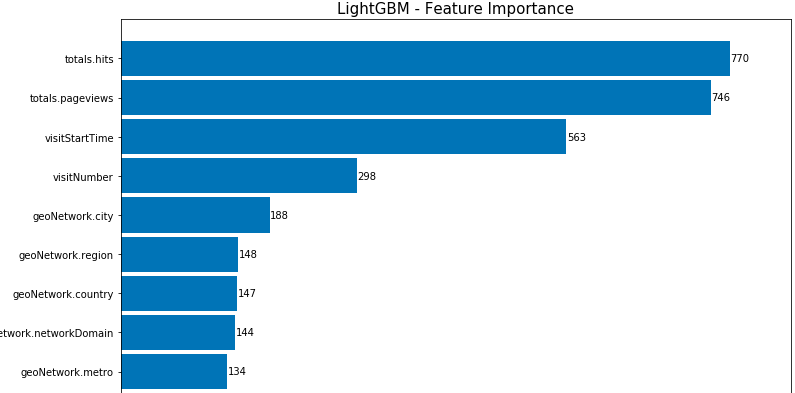 LightGBM - Feature Importance
totals.hits 770
totals.pageviews 746
visitStartTime 563
visitNumber 298
geoNetwork.city 188
geoNetwork.region 148
geoNetwork.country 147
etwork.networkDomain 144
geoNetwork.metro 134